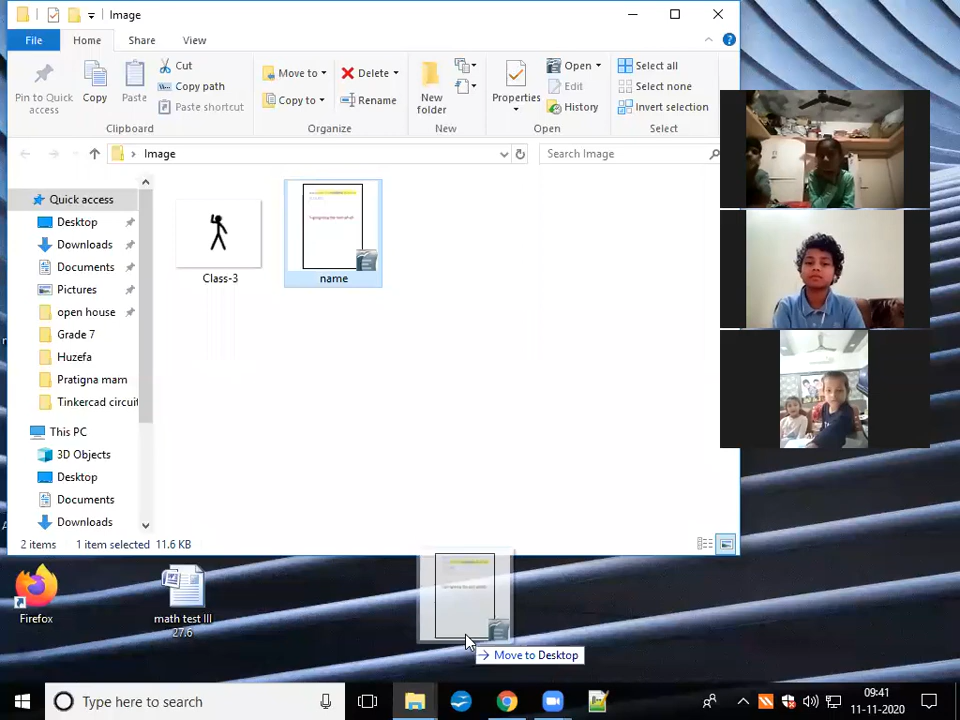 Image
File
Home
Share
View
Pin to Quick
access
Copy
Paste
Cut
Copy path
Paste shortcut
Clipboard
Move to
Copy to
Delete
Rename
Organize
New
folder
New
Properties
Open
Edit
History
Open
Select all
Select none
Invert selection
Select
Image
Search Image
Quick access
Desktop
Downloads
Documents
Pictures
open house
Grade 7
Huzefa
Pratigna mam
Tinkercad circuit
This PC
3D Objects
Desktop
Documents
Downloads
Class-3
name
2 items
1 item selected 11.6 KB
Firefox
math test III
27.6
Move to Desktop
Type here to search
09:41
11-11-2020